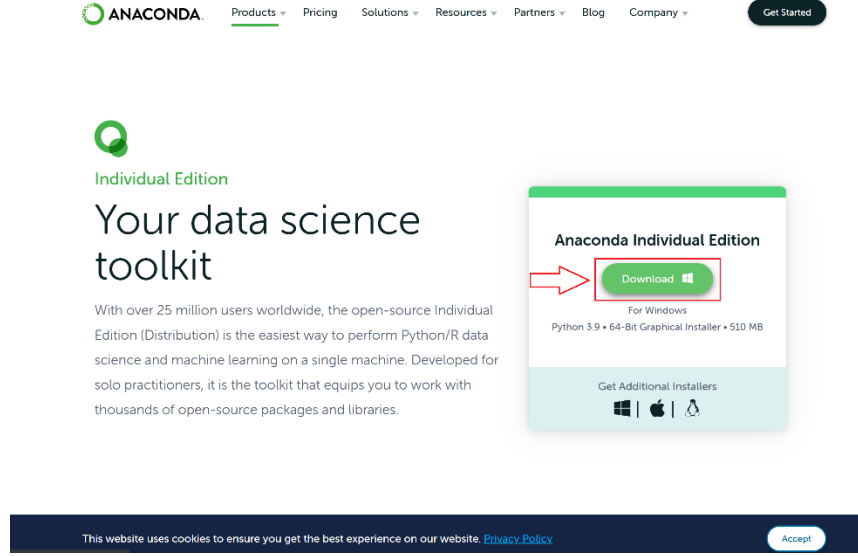 ANACONDA.
Products
Pricing
Solutions
Resources
Partners
Blog
Company
Get Started
Individual Edition
Your data science
toolkit
With over 25 million users worldwide, the open-source Individual
Edition (Distribution) is the easiest way to perform Python/R data
science and machine learning on a single machine. Developed for
solo practitioners, it is the toolkit that equips you to work with
thousands of open-source packages and libraries.
Anaconda Individual Edition
Download
For Windows
Python 3.9 • 64-Bit Graphical Installer • 510 MB
Get Additional Installers
| |
This website uses cookies to ensure you get the best experience on our website. Privacy Policy
Accept